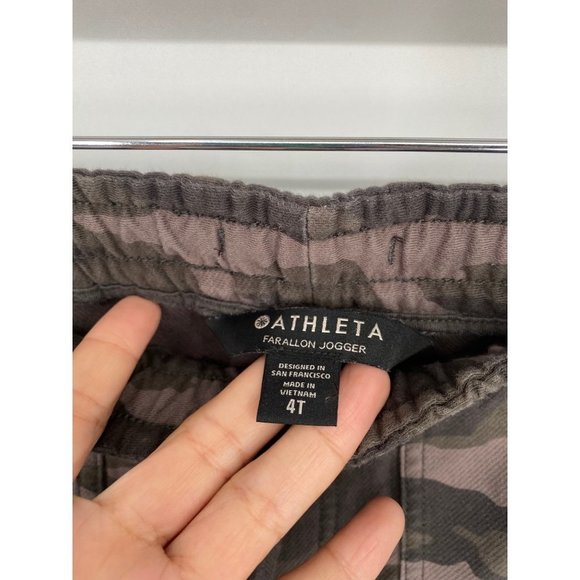 ATHLETA
FARALLON JOGGER
DESIGNED IN
SAN FRANCISCO
MADE IN
VIETNAM
4T